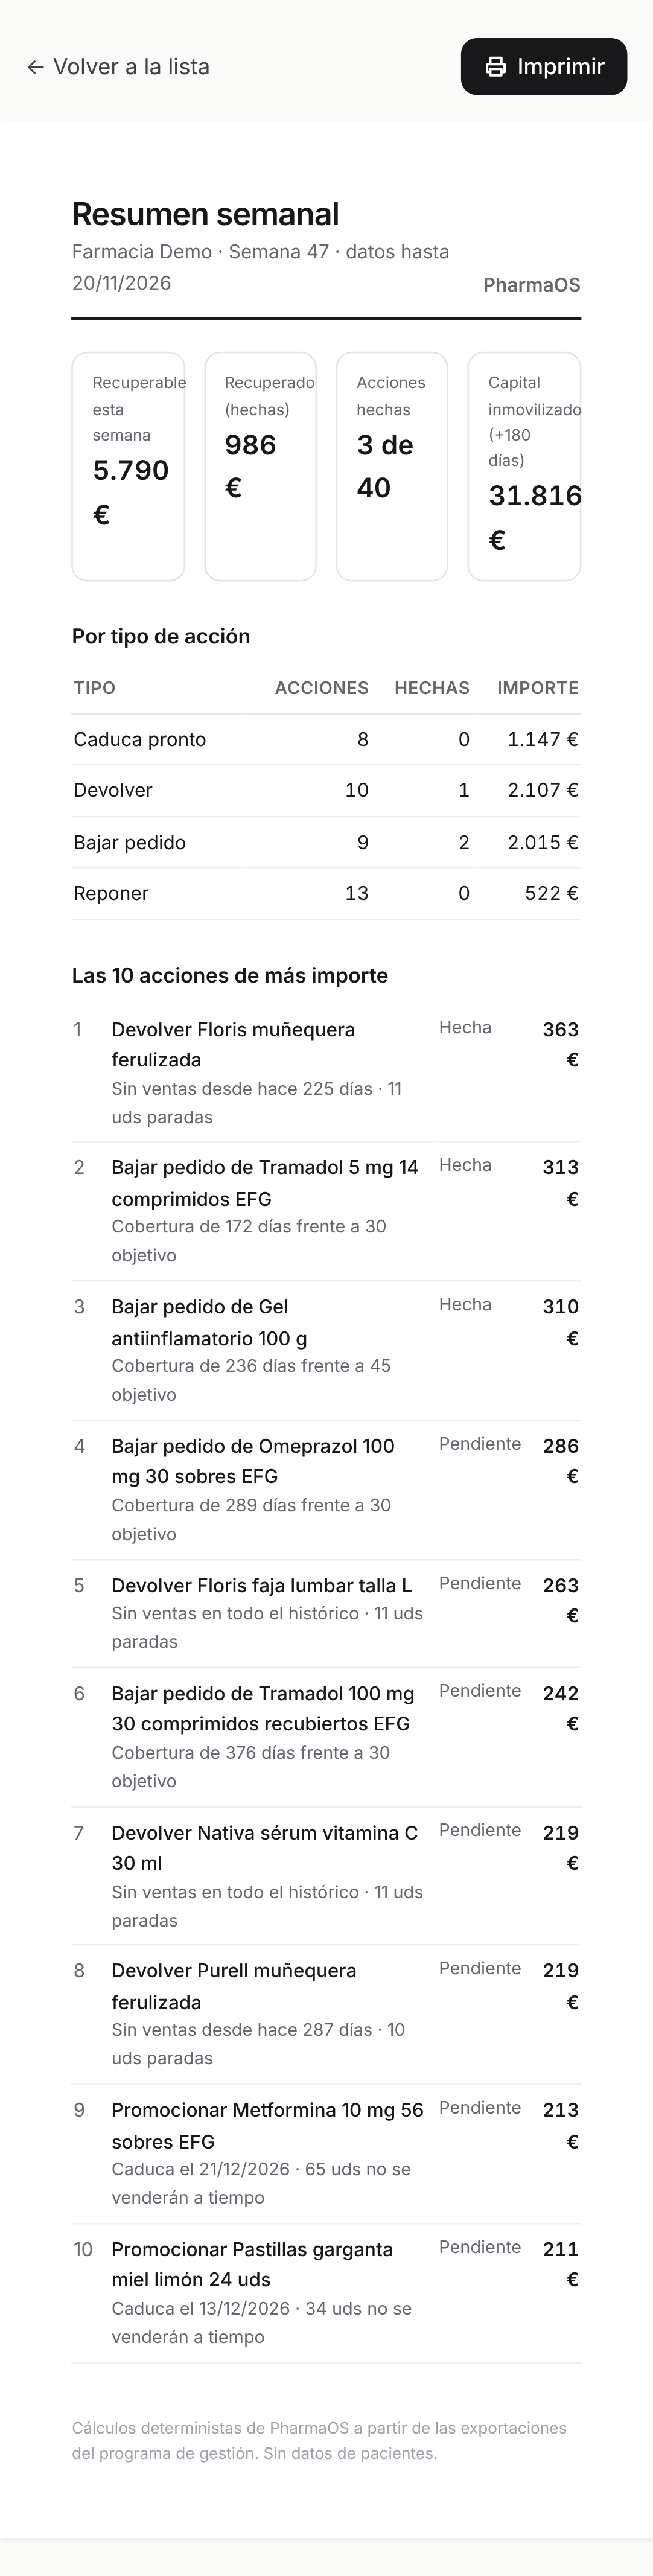 ← Volver a la lista
Imprimir
Resumen semanal
Farmacia Demo · Semana 47 · datos hasta
20/11/2026
PharmaOS
Recuperable
esta
semana
5.790
€
Recuperado
(hechas)
986
€
Acciones
hechas
3 de
40
Capital
inmovilizado
(+180
días)
31.816
€
Por tipo de acción
TIPO ACCIONES HECHAS IMPORTE
Caduca pronto 8 0 1.147 €
Devolver 10 1 2.107 €
Bajar pedido 9 2 2.015 €
Reponer 13 0 522 €
Las 10 acciones de más importe
1 Devolver Floris muñequera Hecha 363
ferulizada €
Sin ventas desde hace 225 días · 11
uds paradas
2 Bajar pedido de Tramadol 5 mg 14 Hecha 313
comprimidos EFG €
Cobertura de 172 días frente a 30
objetivo
3 Bajar pedido de Gel Hecha 310
antiinflamatorio 100 g €
Cobertura de 236 días frente a 45
objetivo
4 Bajar pedido de Omeprazol 100 Pendiente 286
mg 30 sobres EFG €
Cobertura de 289 días frente a 30
objetivo
5 Devolver Floris faja lumbar talla L Pendiente 263
Sin ventas en todo el histórico · 11 uds €
paradas
6 Bajar pedido de Tramadol 100 mg Pendiente 242
30 comprimidos recubiertos EFG €
Cobertura de 376 días frente a 30
objetivo
7 Devolver Nativa sérum vitamina C Pendiente 219
30 ml €
Sin ventas en todo el histórico · 11 uds
paradas
8 Devolver Purell muñequera Pendiente 219
ferulizada €
Sin ventas desde hace 287 días · 10
uds paradas
9 Promocionar Metformina 10 mg 56 Pendiente 213
sobres EFG €
Caduca el 21/12/2026 · 65 uds no se
venderán a tiempo
10 Promocionar Pastillas garganta Pendiente 211
miel limón 24 uds €
Caduca el 13/12/2026 · 34 uds no se
venderán a tiempo
Cálculos deterministas de PharmaOS a partir de las exportaciones
del programa de gestión. Sin datos de pacientes.